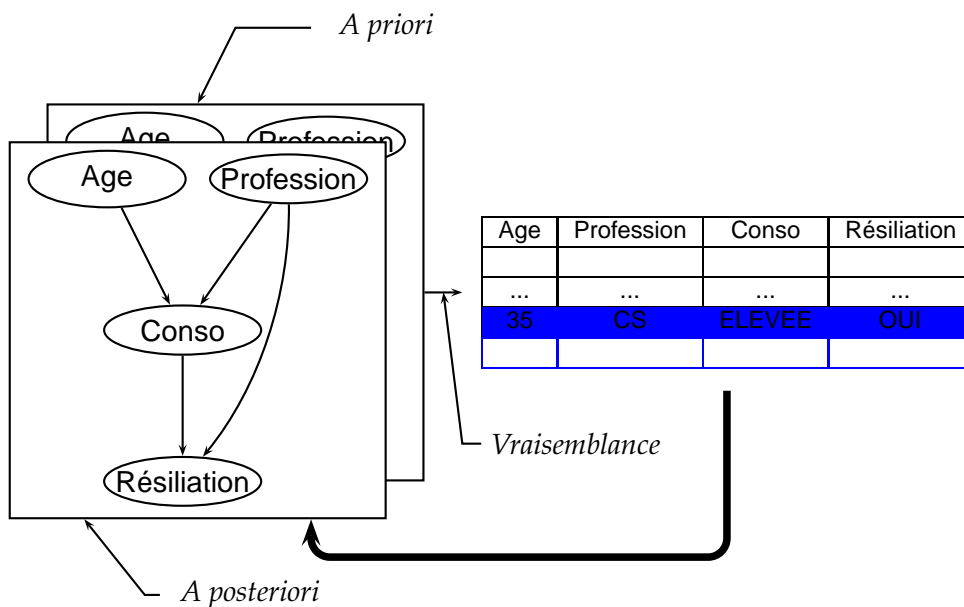 A priori
Age Profession
Age Profession
Conso
Résiliation
Age Profession Conso Résiliation
... ... ... ...
35 CS ELEVEE OUI
Vraisemblance
A posteriori